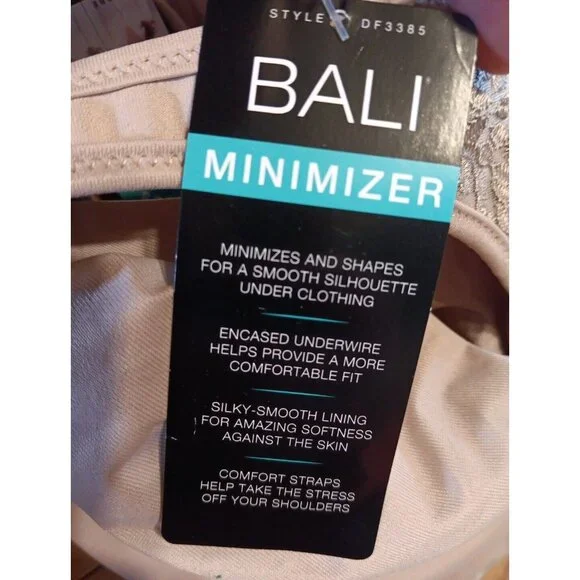 STYLE DF3385
BALI
MINIMIZER
MINIMIZES AND SHAPES
FOR A SMOOTH SILHOUETTE
UNDER CLOTHING
ENCASED UNDERWIRE
HELPS PROVIDE A MORE
COMFORTABLE FIT
SILKY-SMOOTH LINING
FOR AMAZING SOFTNESS
AGAINST THE SKIN
COMFORT STRAPS
HELP TAKE THE STRESS
OFF YOUR SHOULDERS